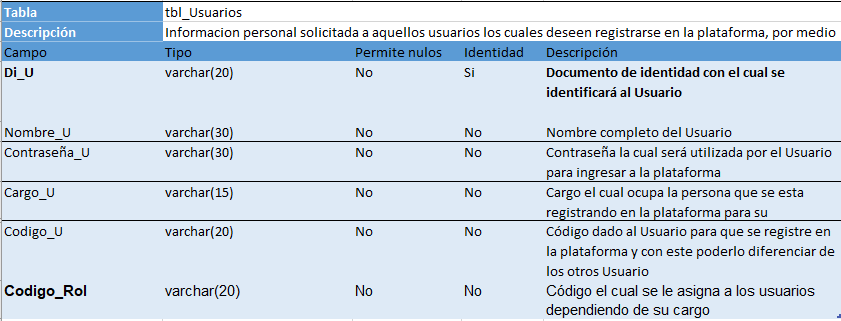 Tabla tbl_Usuarios
Descripción Informacion personal solicitada a aquellos usuarios los cuales deseen registrarse en la plataforma, por medio
Campo Tipo Permite nulos Identidad Descripción
Di_U varchar(20) No Si Documento de identidad con el cual se
identificará al Usuario
Nombre_U varchar(30) No No Nombre completo del Usuario
Contraseña_U varchar(30) No No Contraseña la cual será utilizada por el Usuario
para ingresar a la plataforma
Cargo_U varchar(15) No No Cargo el cual ocupa la persona que se esta
registrando en la plataforma para su
Codigo_U varchar(20) No No Código dado al Usuario para que se registre en
la plataforma y con este poderlo diferenciar de
los otros Usuario
Codigo_Rol varchar(20) No No Código el cual se le asigna a los usuarios
dependiendo de su cargo